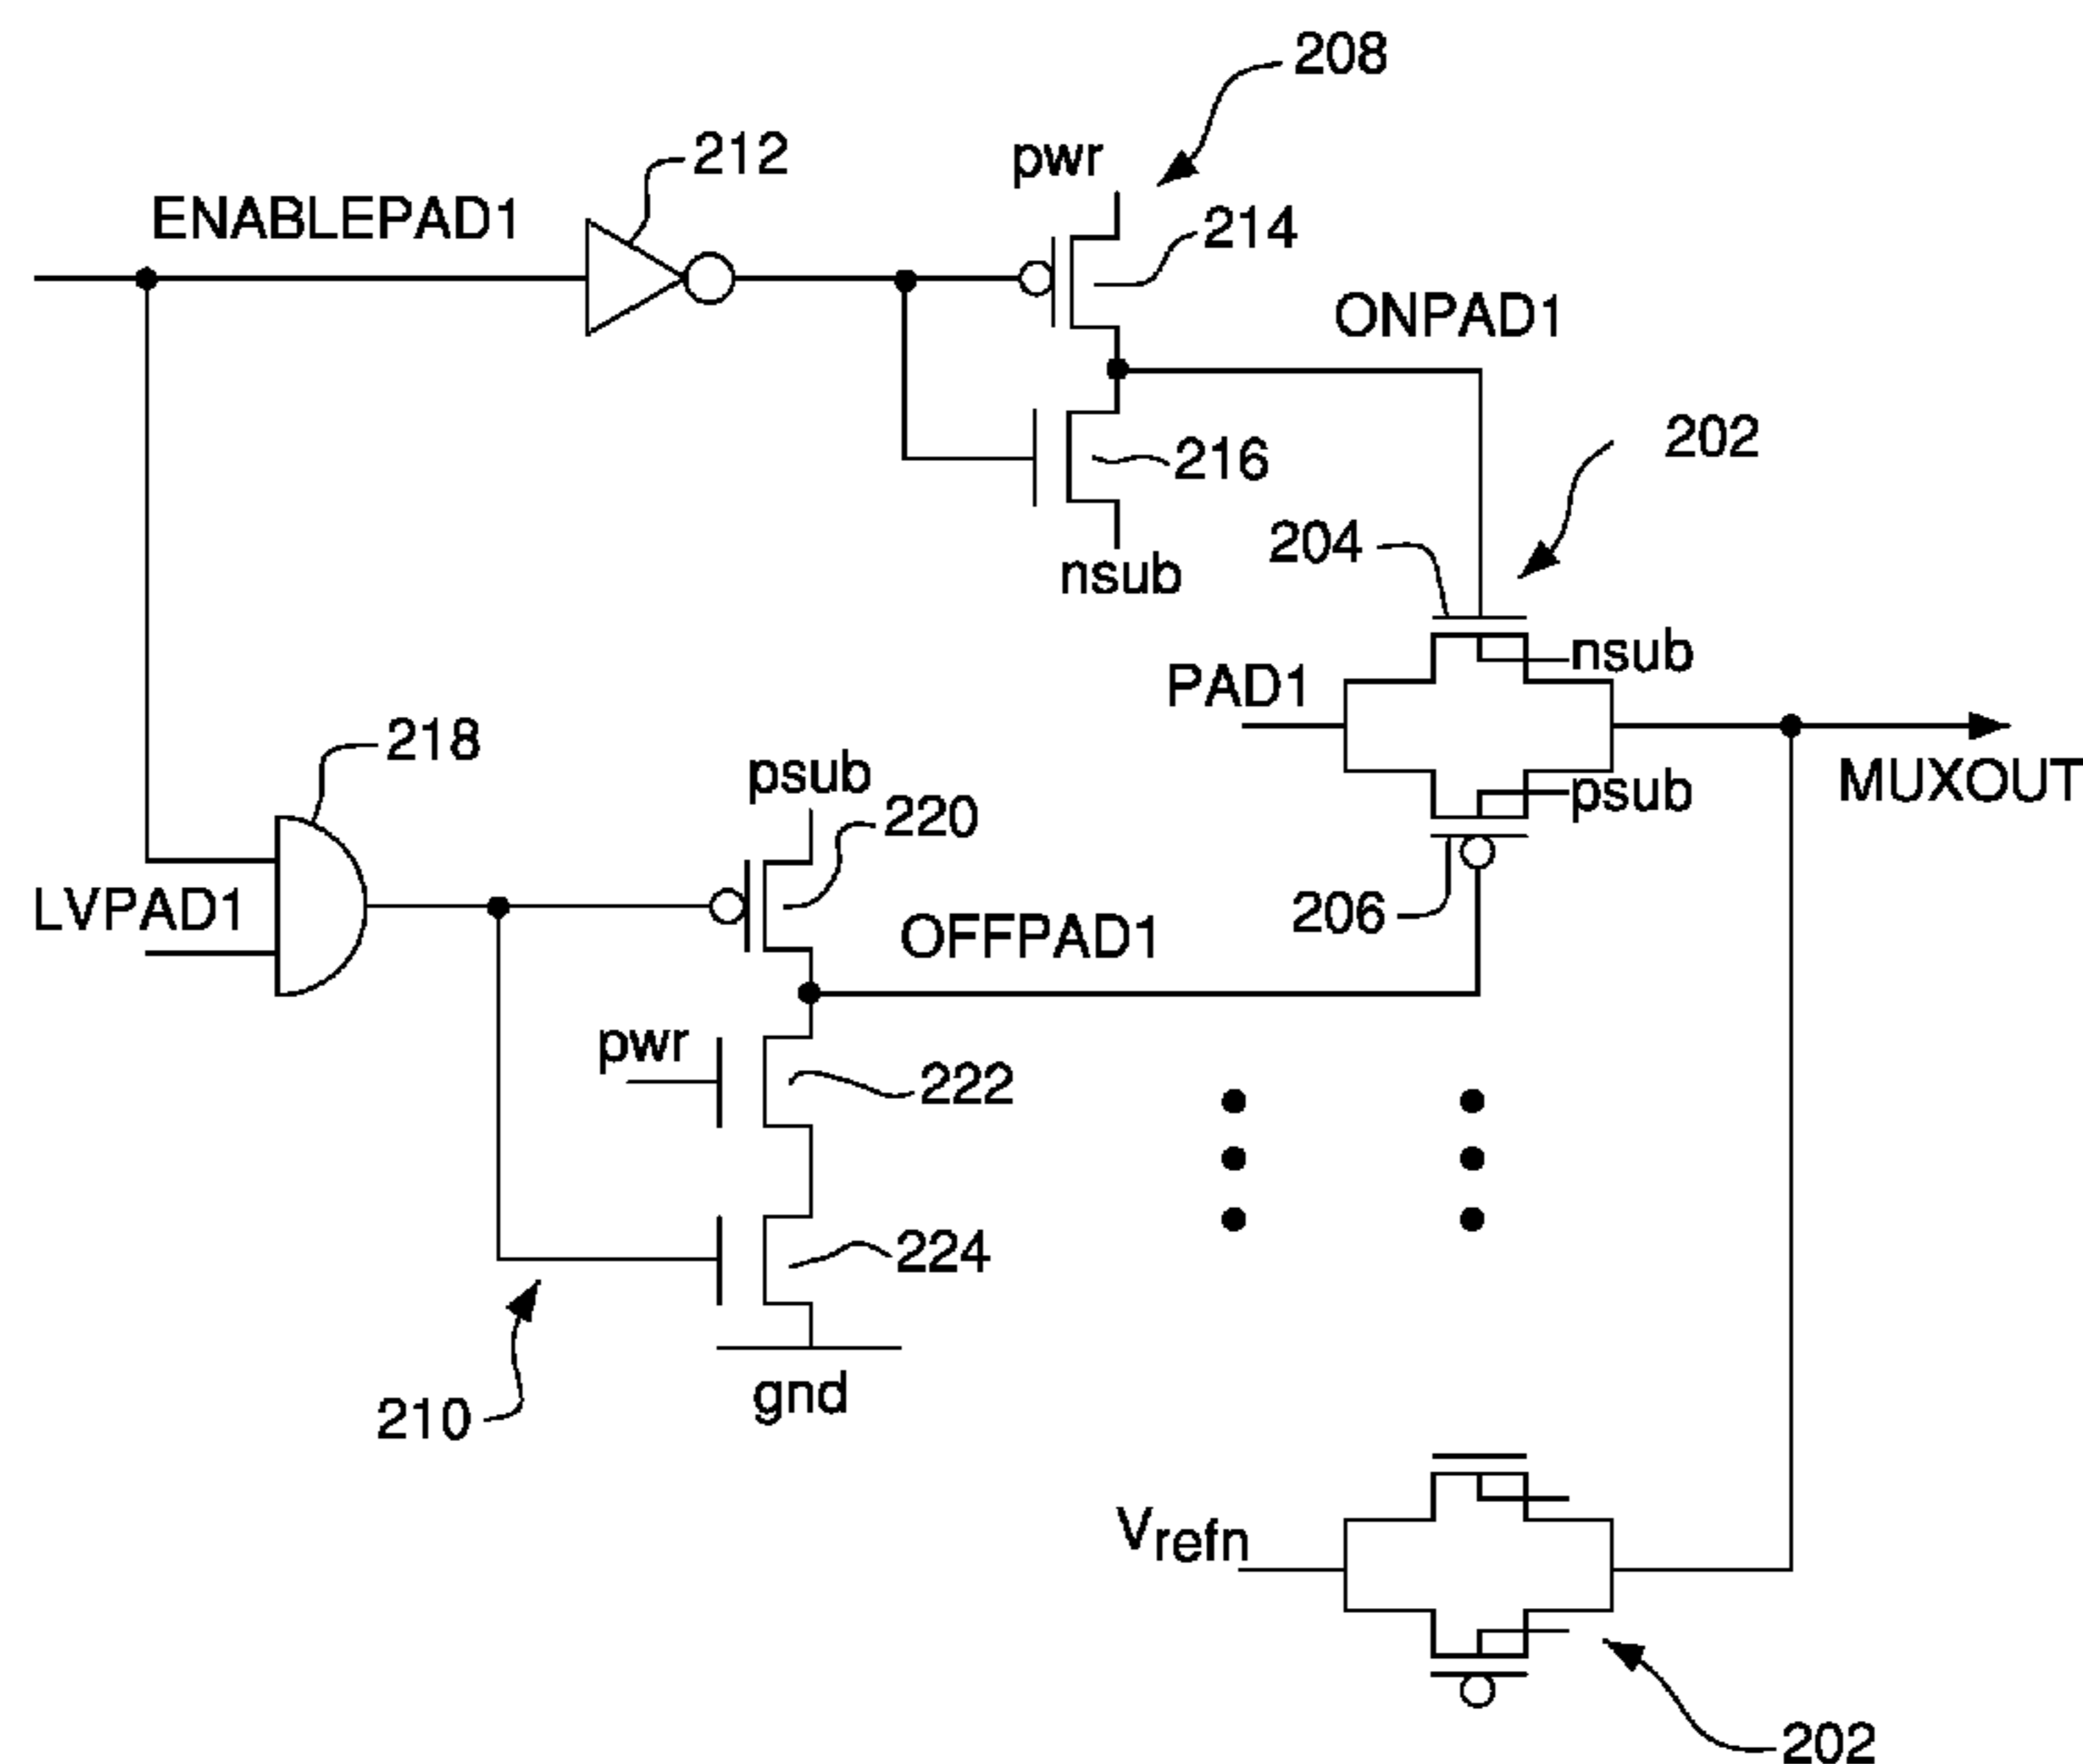 208
212
pwr
ENABLEPAD1
214
ONPAD1
216
202
204
nsub
nsub
PAD1
218
psub
psub
MUXOUT
220
LVPAD1
206
OFFPAD1
pwr
222
224
210
gnd
Vrefn
202